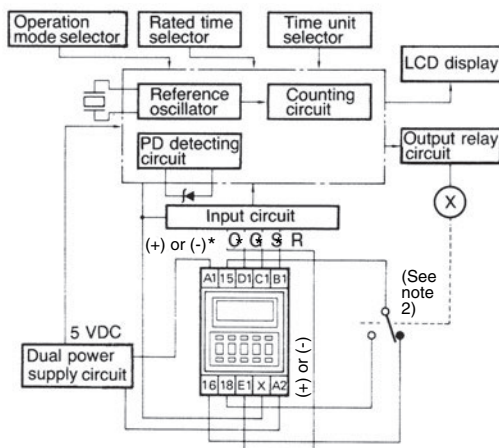 Operation
mode selector
Rated time
selector
Time unit
selector
LCD display
Reference
oscillator
Counting
circuit
PD detecting
circuit
Output relay
circuit
X
Input circuit
(+) or (-)*
G S R
A1 15 D1 C1 B1
(See
note
2)
5 VDC
Dual power
supply circuit
(+) or (-)
16 18 E1 X A2